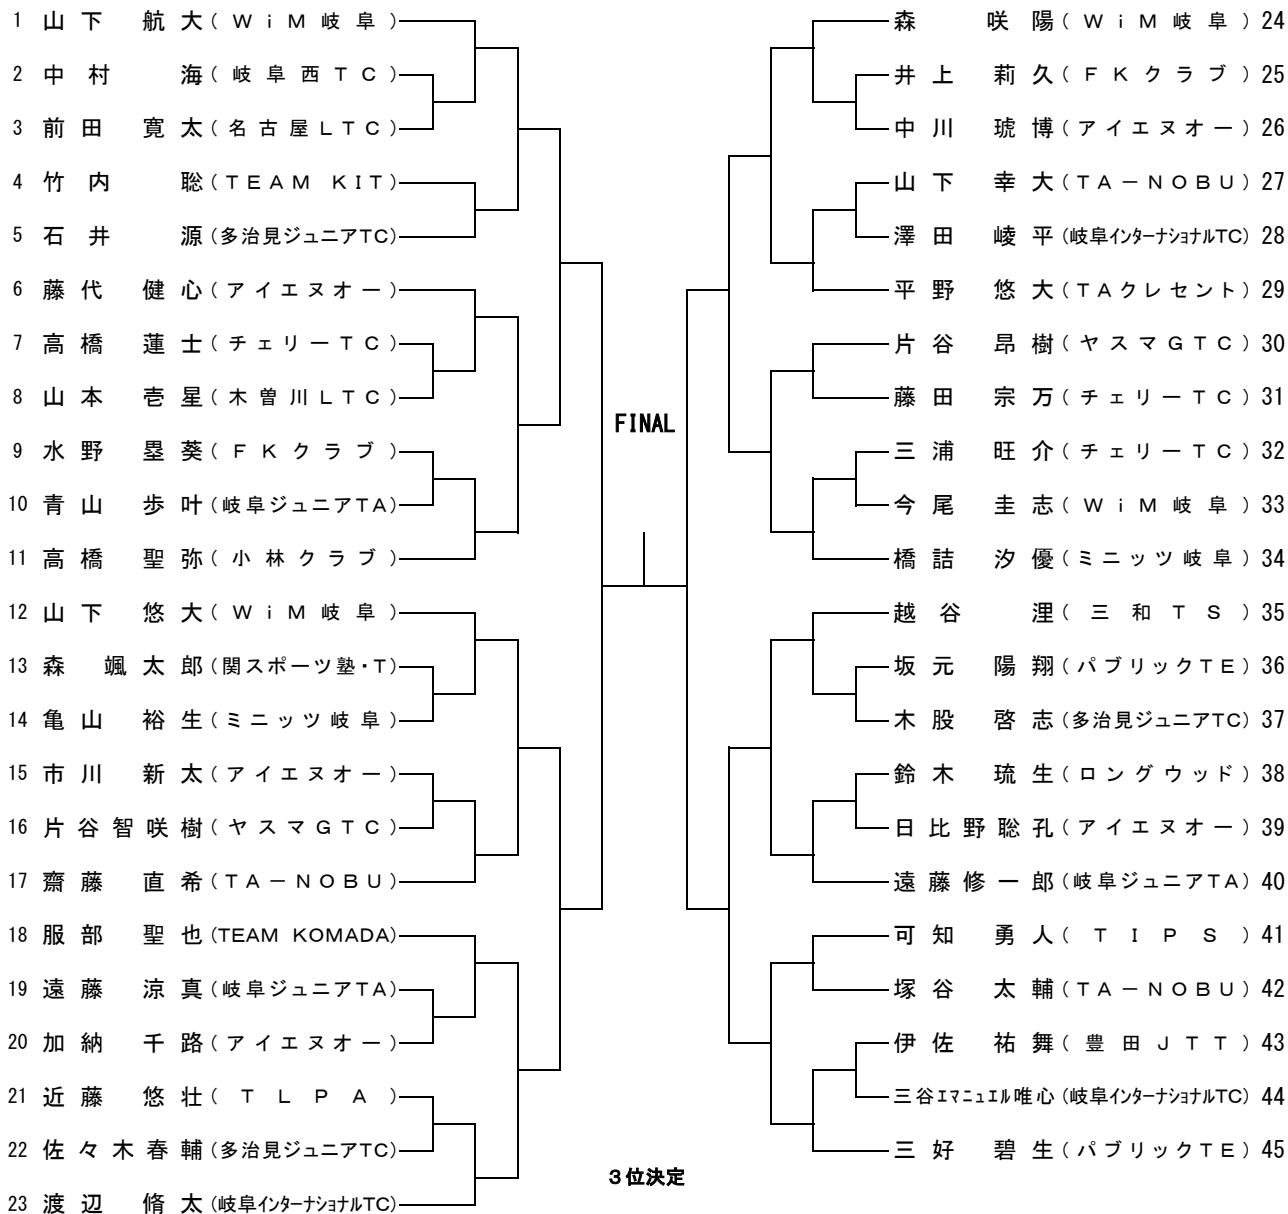 1 山下 航大(WiM岐阜)
2 中村 海(岐阜西TC)
3 前田 寛太(名古屋LTC)
4 竹内 聡(TEAM KIT)
5 石井 源(多治見ジュニアTC)
6 藤代 健心(アイエヌオー)
7 高橋 蓮士(チェリーTC)
8 山本 壱星(木曽川LTC)
9 水野 塁葵(FKクラブ)
10 青山 歩叶(岐阜ジュニアTA)
11 高橋 聖弥(小林クラブ)
12 山下 悠大(WiM岐阜)
13 森 颯太郎(関スポーツ塾・T)
14 亀山 裕生(ミニッツ岐阜)
15 市川 新太(アイエヌオー)
16 片谷智咲樹(ヤスマGTC)
17 齋藤 直希(TA－NOBU)
18 服部 聖也(TEAM KOMADA)
19 遠藤 涼真(岐阜ジュニアTA)
20 加納 千路(アイエヌオー)
21 近藤 悠壮(TLPA)
22 佐々木春輔(多治見ジュニアTC)
23 渡辺 脩太(岐阜インターナショナルTC)
FINAL
3位決定
森 咲陽(WiM岐阜) 24
井上 莉久(FKクラブ) 25
中川 琥博(アイエヌオー) 26
山下 幸大(TA－NOBU) 27
澤田 崚平(岐阜インターナショナルTC) 28
平野 悠大(TAクレセント) 29
片谷 昂樹(ヤスマGTC) 30
藤田 宗万(チェリーTC) 31
三浦 旺介(チェリーTC) 32
今尾 圭志(WiM岐阜) 33
橋詰 汐優(ミニッツ岐阜) 34
越谷 浬(三和TS) 35
坂元 陽翔(パブリックTE) 36
木股 啓志(多治見ジュニアTC) 37
鈴木 琉生(ロングウッド) 38
日比野聡孔(アイエヌオー) 39
遠藤修一郎(岐阜ジュニアTA) 40
可知 勇人(TIPS) 41
塚谷 太輔(TA－NOBU) 42
伊佐 祐舞(豊田JTT) 43
三谷エマニュエル唯心(岐阜インターナショナルTC) 44
三好 碧生(パブリックTE) 45